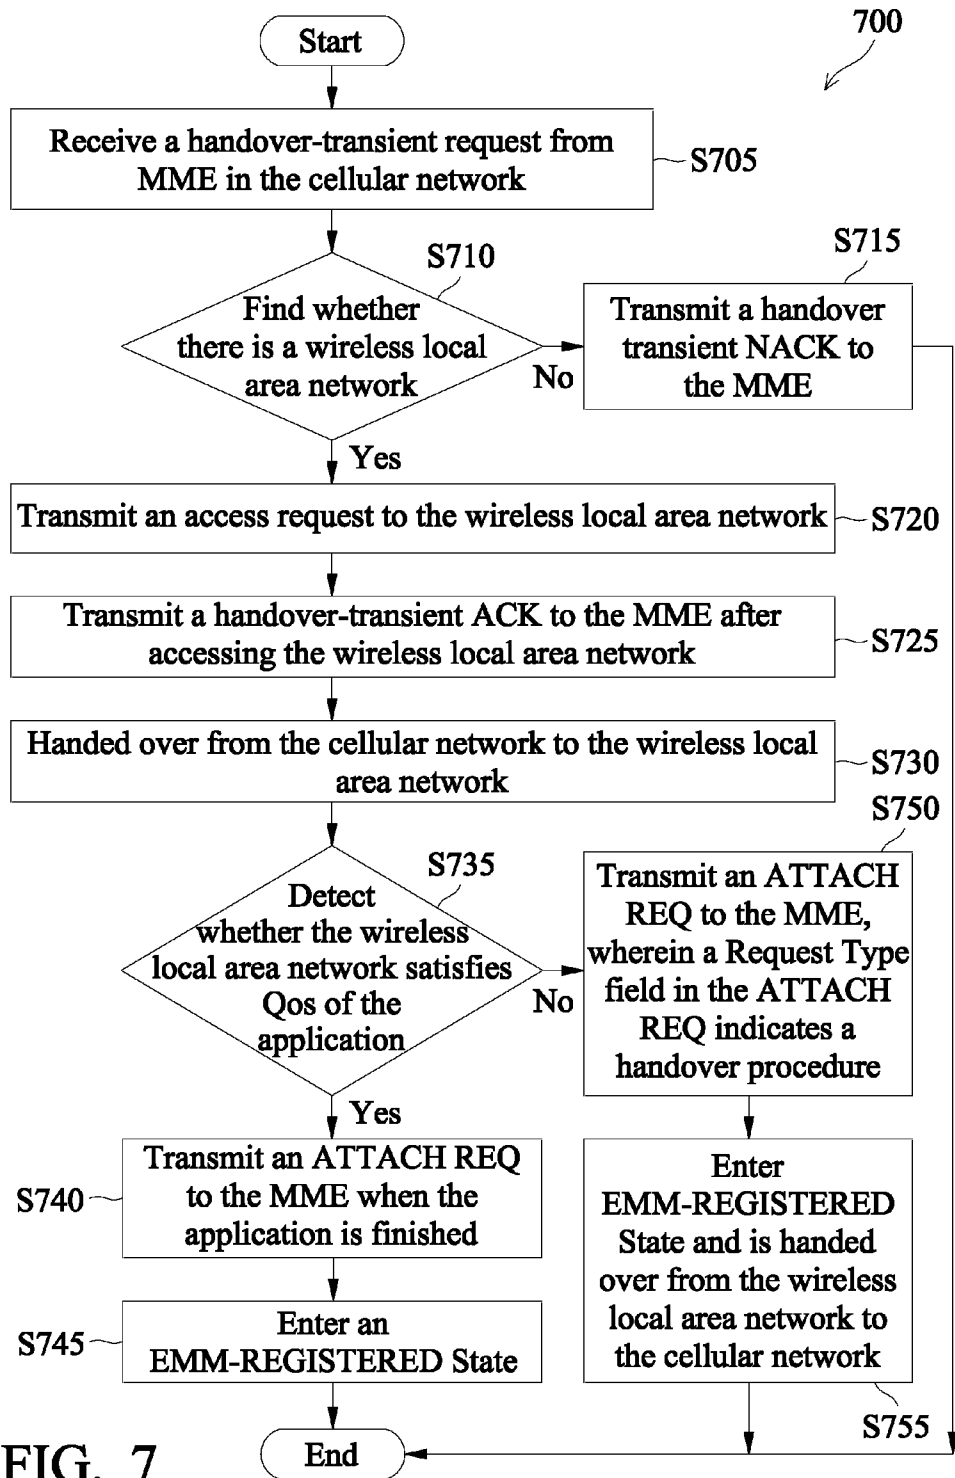 700
Start
Receive a handover-transient request from
MME in the cellular network
S705
S710
Find whether
there is a wireless local
area network
No
S715
Transmit a handover
transient NACK to
the MME
Yes
Transmit an access request to the wireless local area network
S720
Transmit a handover-transient ACK to the MME after
accessing the wireless local area network
S725
Handed over from the cellular network to the wireless local
area network
S730
S735
Detect
whether the wireless
local area network satisfies
Qos of the
application
No
S750
Transmit an ATTACH
REQ to the MME,
wherein a Request Type
field in the ATTACH
REQ indicates a
handover procedure
Yes
S740
Transmit an ATTACH REQ
to the MME when the
application is finished
S745
Enter an
EMM-REGISTERED State
Enter
EMM-REGISTERED
State and is handed
over from the wireless
local area network to
the cellular network
S755
End
FIG. 7